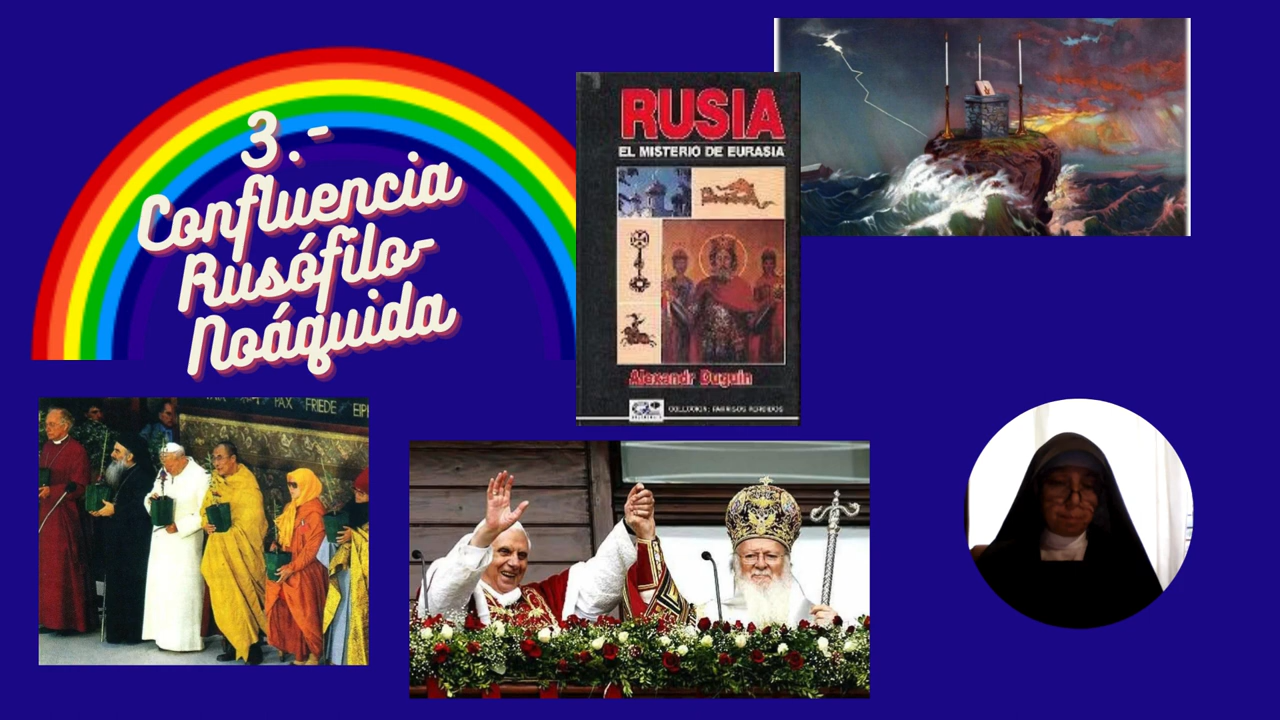 3.-
Confluencia
Rusófilo-
Noáquida
RUSIA
EL MISTERIO DE EURASIA
Alexandr Duguin
PAX FRIEDE